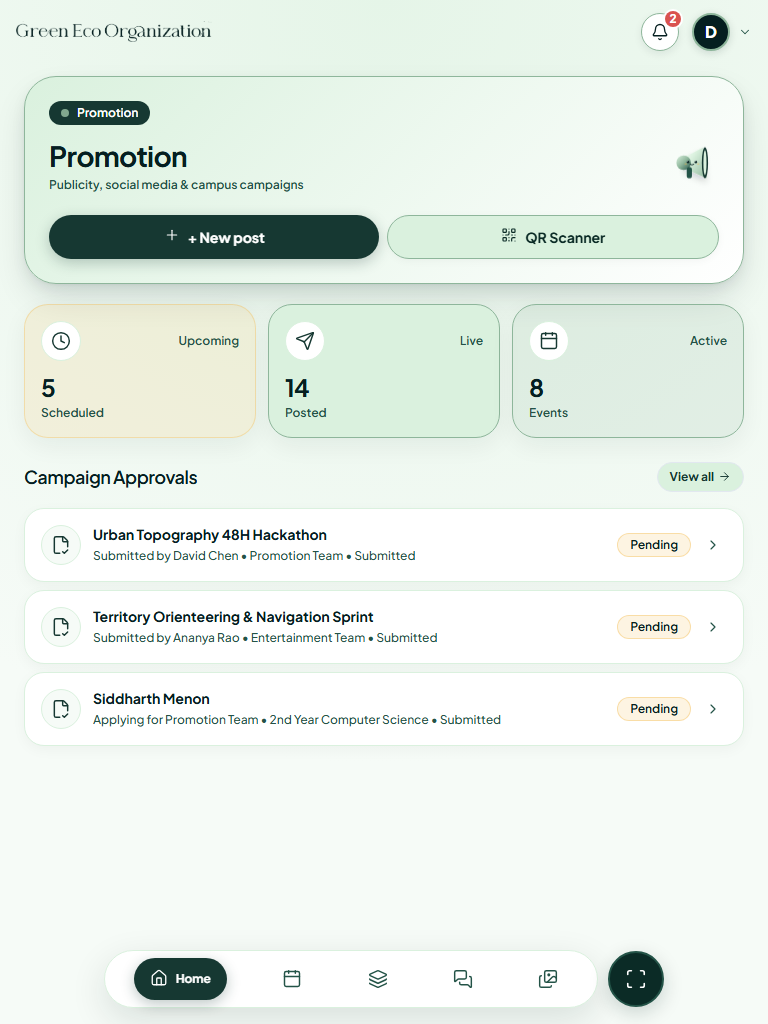 Green Eco Organization
2
D
Promotion
Promotion
Publicity, social media & campus campaigns
+ New post
QR Scanner
Upcoming
5
Scheduled
Live
14
Posted
Active
8
Events
Campaign Approvals
View all →
Urban Topography 48H Hackathon
Submitted by David Chen • Promotion Team • Submitted
Pending
Territory Orienteering & Navigation Sprint
Submitted by Ananya Rao • Entertainment Team • Submitted
Pending
Siddharth Menon
Applying for Promotion Team • 2nd Year Computer Science • Submitted
Pending
Home